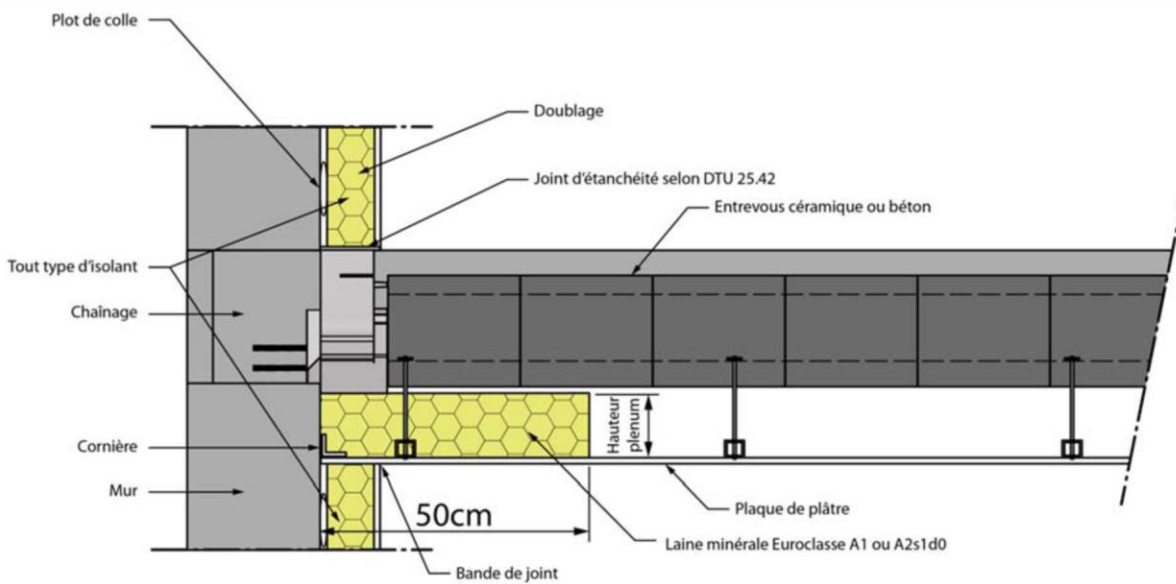 Plot de colle
Doublage
Joint d'étanchéité selon DTU 25.42
Entrevous céramique ou béton
Tout type d'isolant
Chaînage
Hauteur
plenum
Cornière
Mur
50cm
Plaque de plâtre
Laine minérale Euroclasse A1 ou A2s1d0
Bande de joint